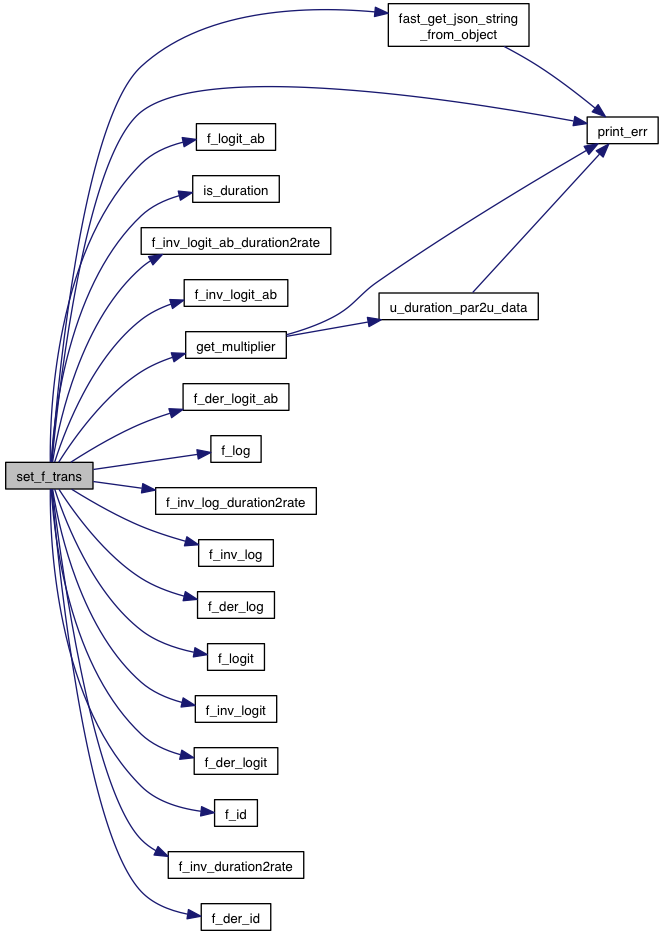 fast_get_json_string
_from_object
print_err
f_logit_ab
is_duration
f_inv_logit_ab_duration2rate
f_inv_logit_ab
u_duration_par2u_data
get_multiplier
f_der_logit_ab
f_log
set_f_trans
f_inv_log_duration2rate
f_inv_log
f_der_log
f_logit
f_inv_logit
f_der_logit
f_id
f_inv_duration2rate
f_der_id